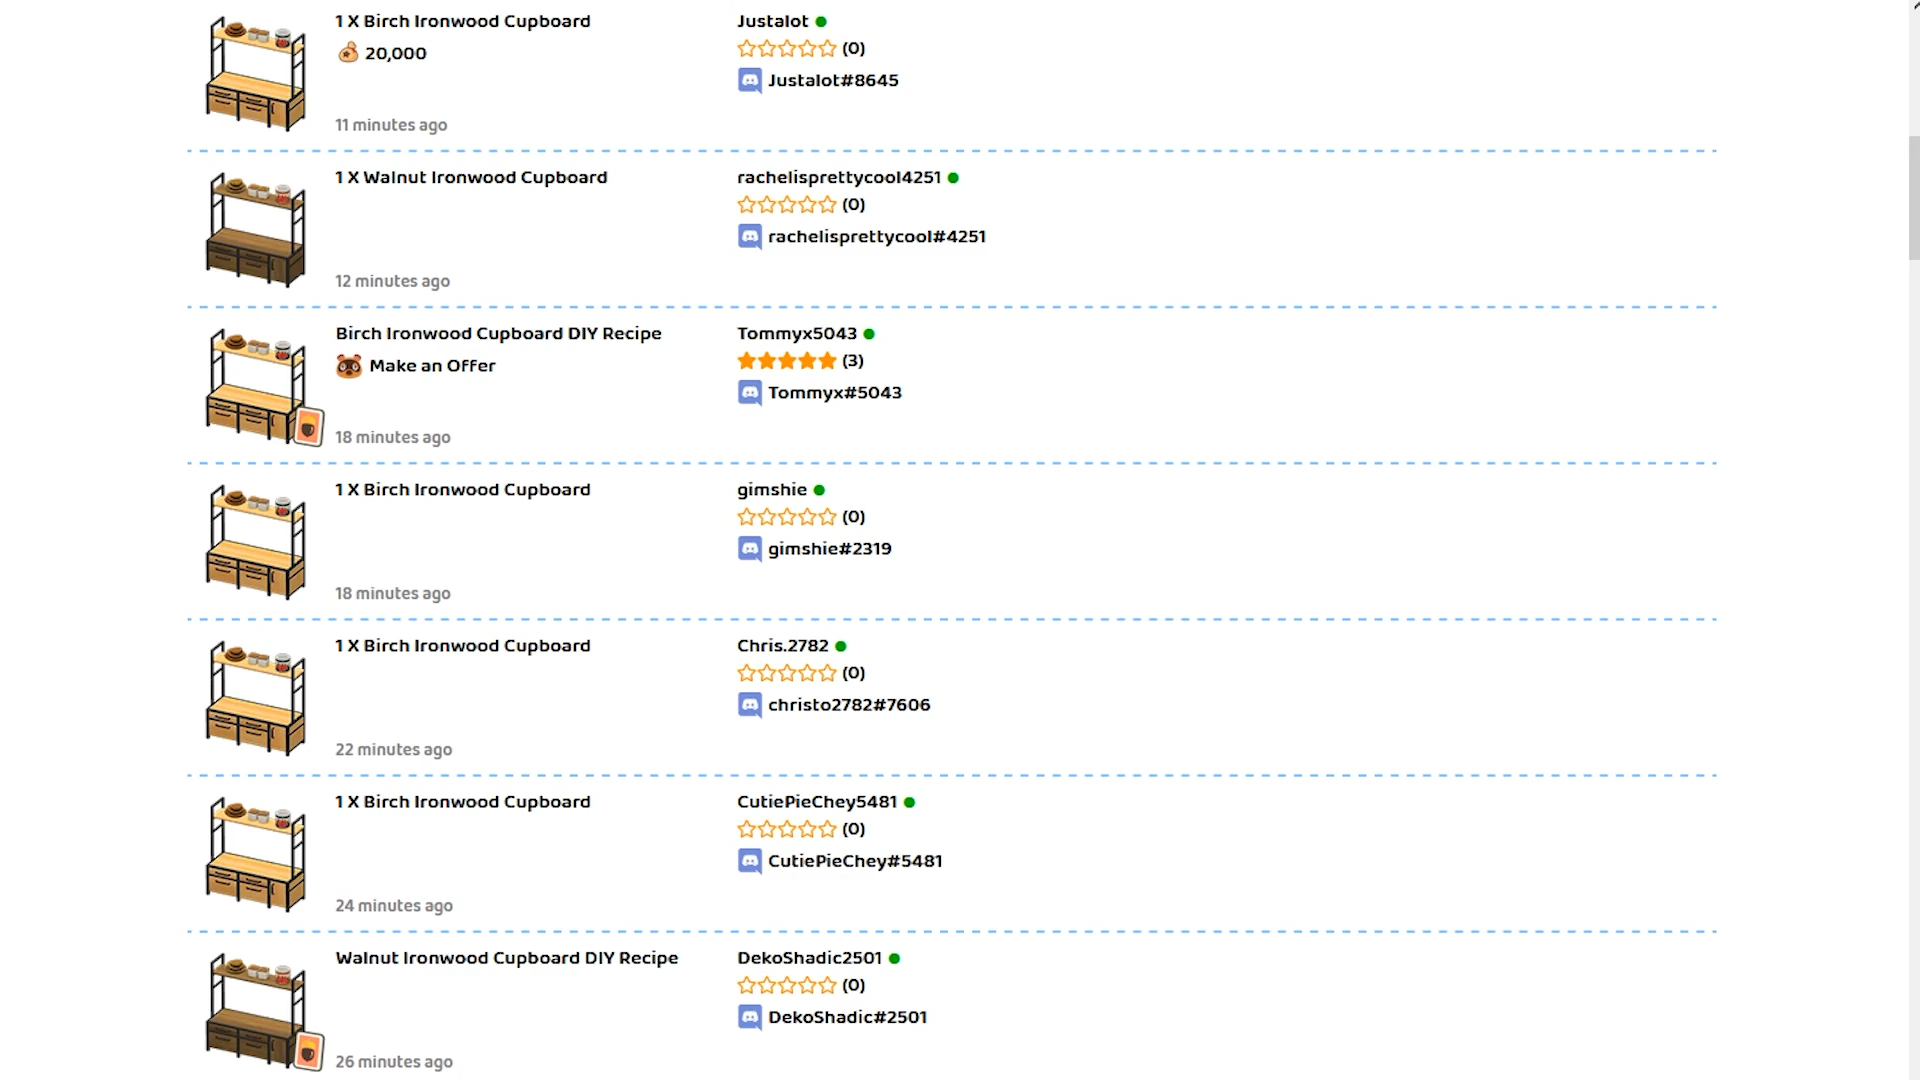 1 X Birch Ironwood Cupboard
20,000
11 minutes ago
Justalot
(0)
Justalot#8645
1 X Walnut Ironwood Cupboard
12 minutes ago
rachelisprettycool4251
(0)
rachelisprettycool#4251
Birch Ironwood Cupboard DIY Recipe
Make an Offer
18 minutes ago
Tommyx5043
(3)
Tommyx#5043
1 X Birch Ironwood Cupboard
18 minutes ago
gimshie
(0)
gimshie#2319
1 X Birch Ironwood Cupboard
22 minutes ago
Chris.2782
(0)
christo2782#7606
1 X Birch Ironwood Cupboard
24 minutes ago
CutiePieChey5481
(0)
CutiePieChey#5481
Walnut Ironwood Cupboard DIY Recipe
26 minutes ago
DekoShadic2501
(0)
DekoShadic#2501